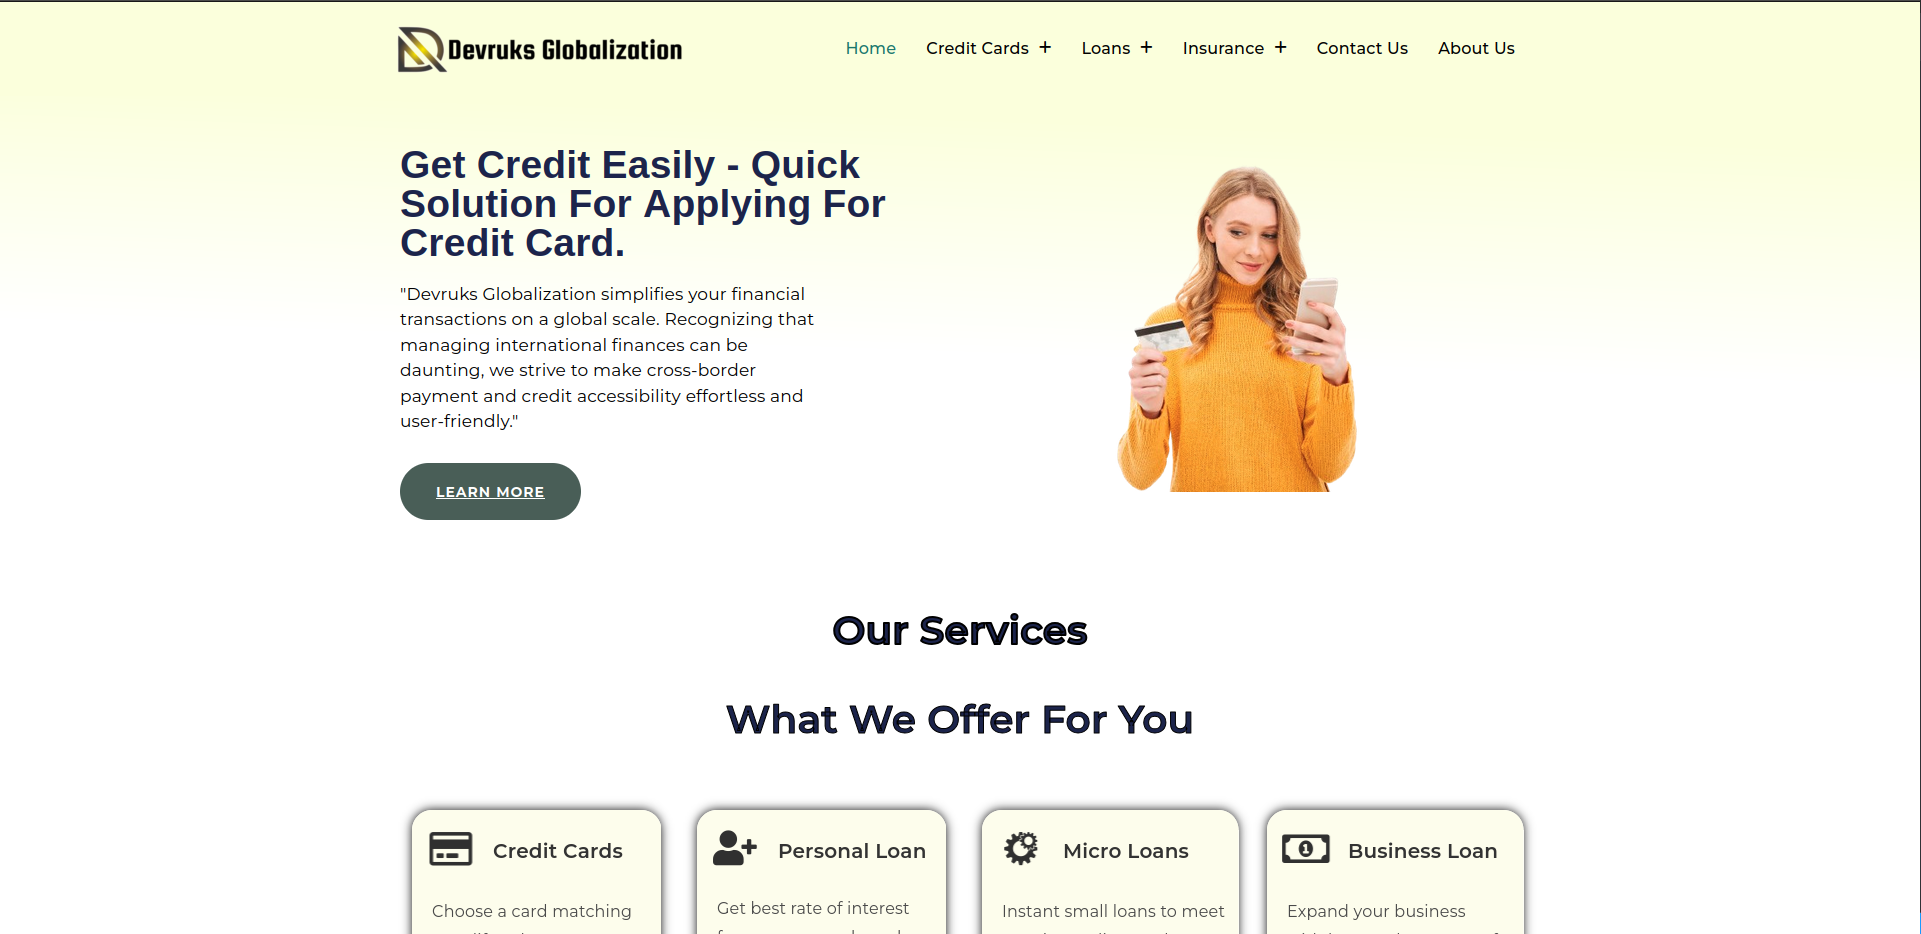 Devruks Globalization
Home Credit Cards + Loans + Insurance + Contact Us About Us
Get Credit Easily - Quick
Solution For Applying For
Credit Card.
"Devruks Globalization simplifies your financial
transactions on a global scale. Recognizing that
managing international finances can be
daunting, we strive to make cross-border
payment and credit accessibility effortless and
user-friendly."
LEARN MORE
Our Services
What We Offer For You
Credit Cards
Choose a card matching
Personal Loan
Get best rate of interest
Micro Loans
Instant small loans to meet
Business Loan
Expand your business